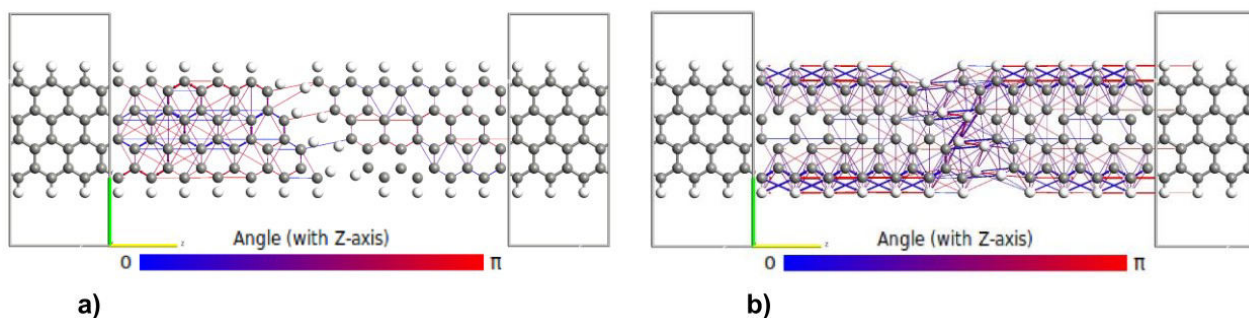 Angle (with Z-axis)
0 π
a)
Angle (with Z-axis)
0 π
b)